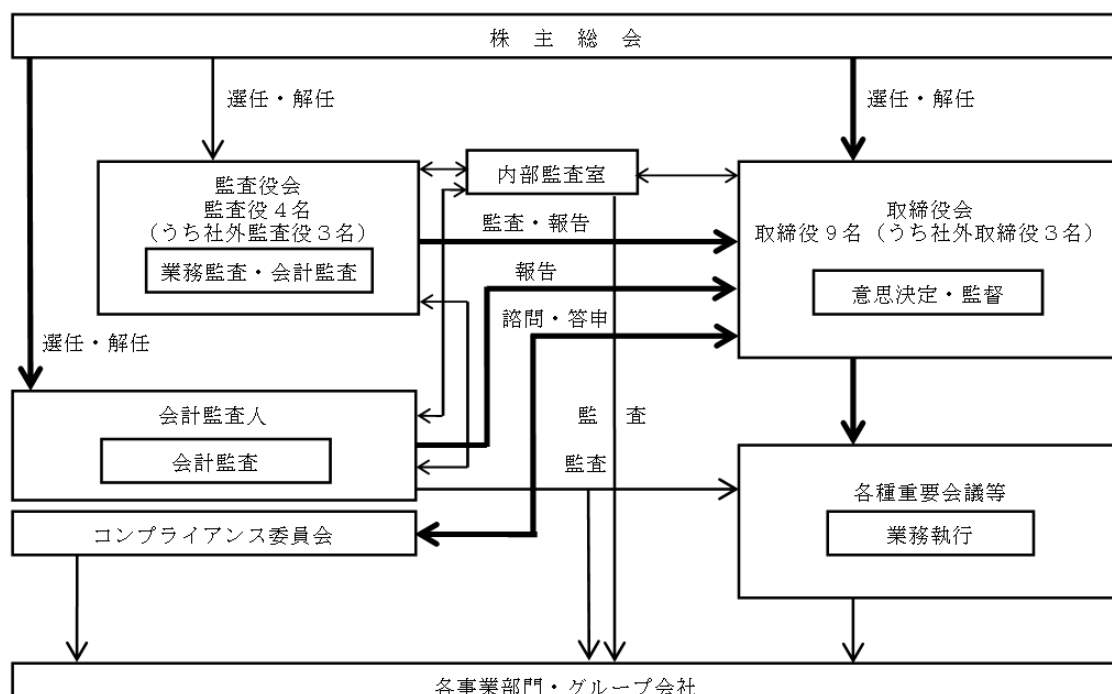 株 主 総 会
選任・解任
選任・解任
監査役会
監査役４名
（うち社外監査役３名）
業務監査・会計監査
内部監査室
取締役会
取締役９名（うち社外取締役３名）
意思決定・監督
監査・報告
報告
諮問・答申
選任・解任
会計監査人
会計監査
監　査
監査
各種重要会議等
業務執行
コンプライアンス委員会
各事業部門・グループ会社